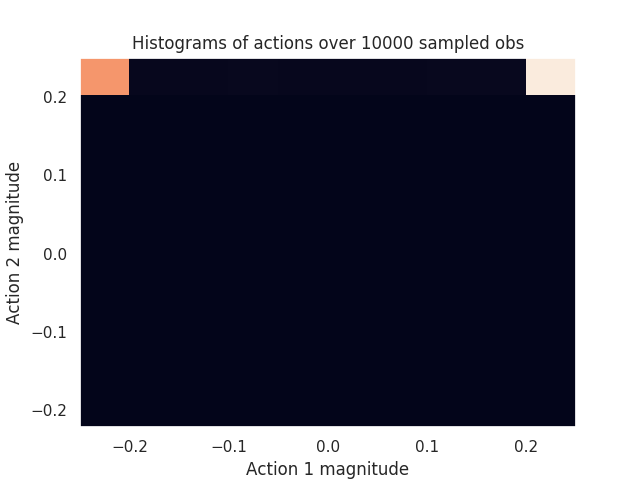 Histograms of actions over 10000 sampled obs
0.2
0.1
0.0
−0.1
−0.2
Action 2 magnitude
−0.2 −0.1 0.0 0.1 0.2
Action 1 magnitude